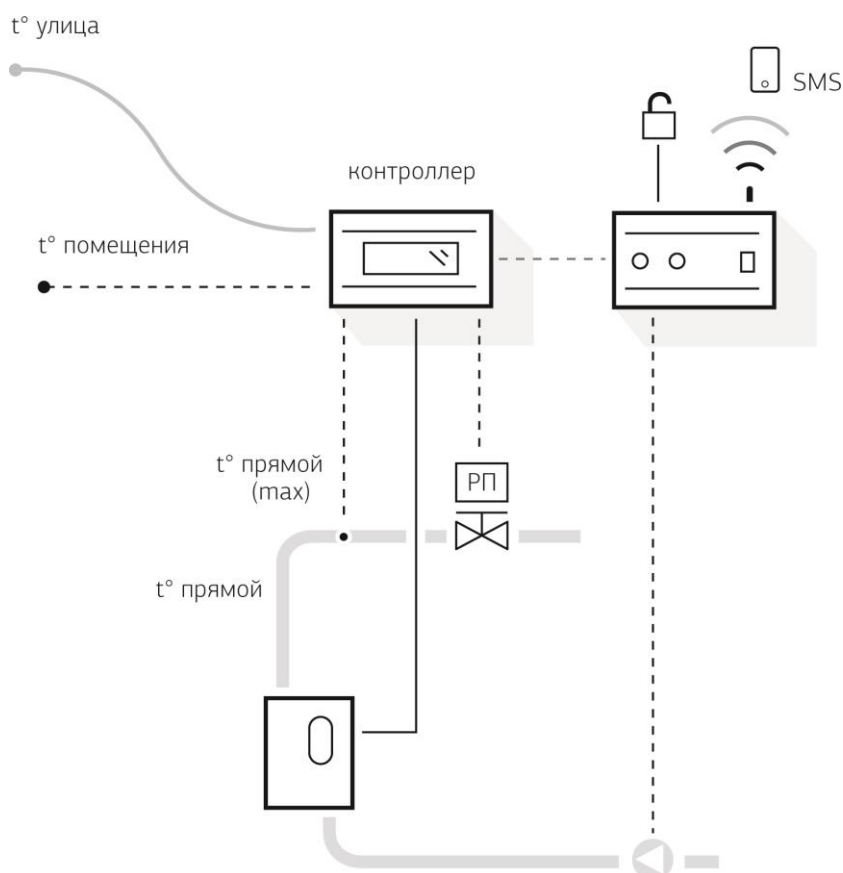 t° улица
SMS
контроллер
t° помещения
t° прямой
(max)
РП
t° прямой